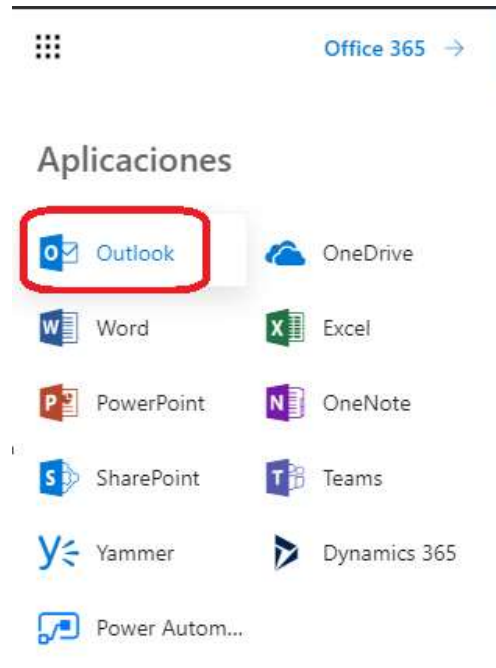 Office 365 →
Aplicaciones
Outlook OneDrive
Word Excel
PowerPoint OneNote
SharePoint Teams
Yammer Dynamics 365
Power Autom...